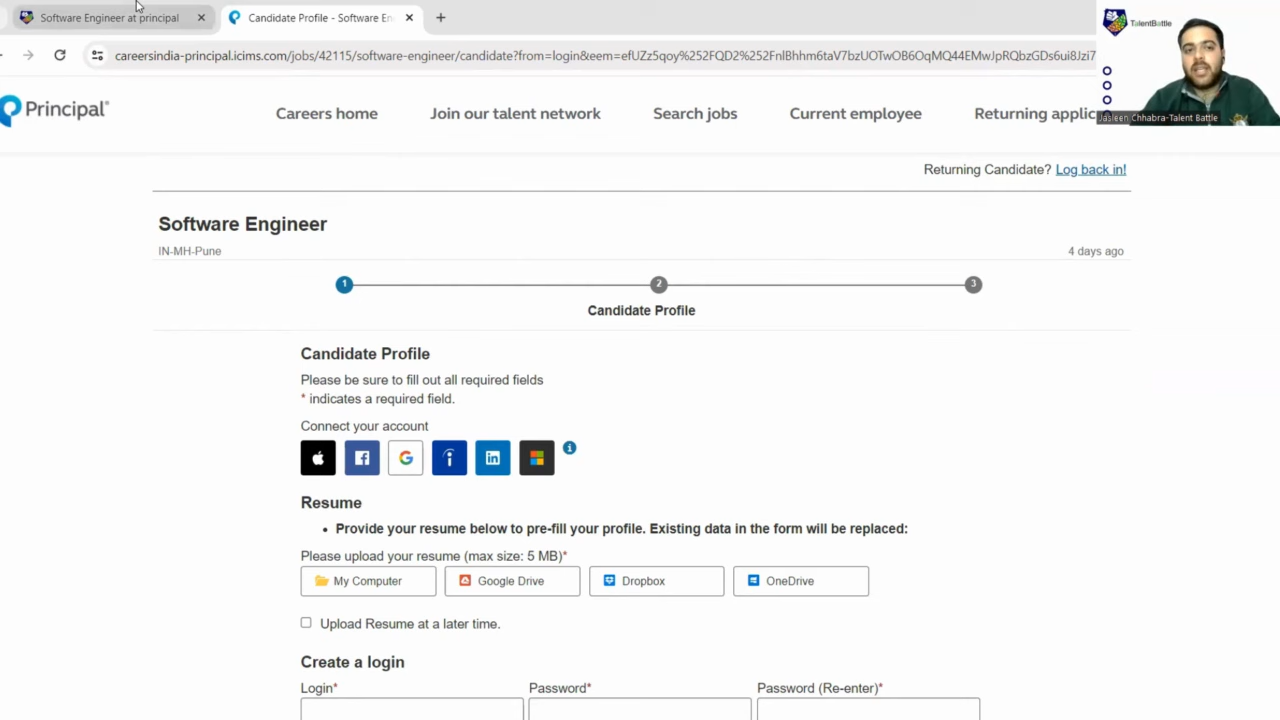 Software Engineer at principal
Candidate Profile - Software En
careersindia-principal.icims.com/jobs/42115/software-engineer/candidate?from=login&eem=efUZz5qoy%252FQD2%252FnlBhhm6taV7bzUOTwOB6OqMQ44EMwJpRQbzGDs6ui8Jzi7
TalentBattle
Jasleen Chhabra-Talent Battle
Principal®
Careers home
Join our talent network
Search jobs
Current employee
Returning applic
Returning Candidate? Log back in!
Software Engineer
IN-MH-Pune
4 days ago
1
2
3
Candidate Profile
Candidate Profile
Please be sure to fill out all required fields
* indicates a required field.
Connect your account
Resume
• Provide your resume below to pre-fill your profile. Existing data in the form will be replaced:
Please upload your resume (max size: 5 MB)*
My Computer
Google Drive
Dropbox
OneDrive
Upload Resume at a later time.
Create a login
Login*
Password*
Password (Re-enter)*